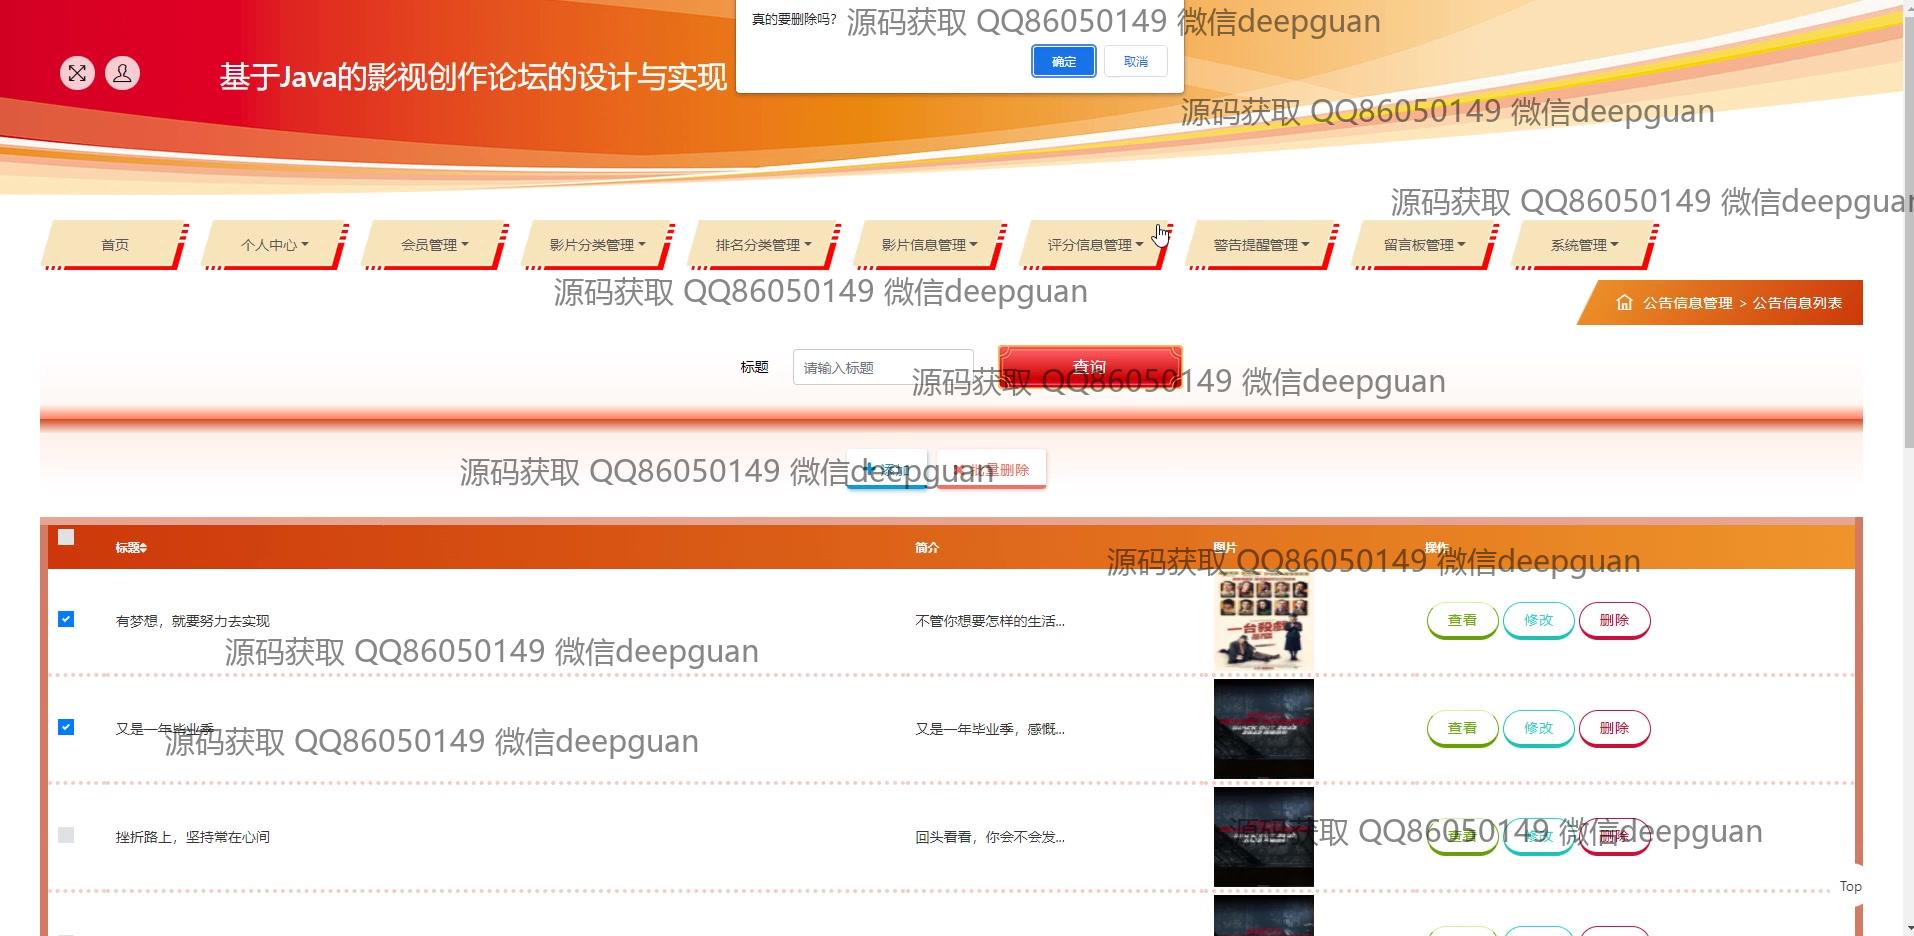 真的要删除吗?
源码获取 QQ86050149 微信deepguan
确定
取消
基于Java的影视创作论坛的设计与实现
源码获取 QQ86050149 微信deepguan
源码获取 QQ86050149 微信deepguan
首页
个人中心
会员管理
影片分类管理
排名分类管理
影片信息管理
评分信息管理
警告提醒管理
留言板管理
系统管理
源码获取 QQ86050149 微信deepguan
公告信息管理 > 公告信息列表
标题
请输入标题
查询
源码获取 QQ86050149 微信deepguan
添加
批量删除
源码获取 QQ86050149 微信deepguan
标题
简介
图片
操作
源码获取 QQ86050149 微信deepguan
有梦想，就要努力去实现
不管你想要怎样的生活...
一台殺戲
查看
修改
删除
源码获取 QQ86050149 微信deepguan
又是一年毕业季
又是一年毕业季，感慨...
查看
修改
删除
源码获取 QQ86050149 微信deepguan
挫折路上，坚持常在心间
回头看看，你会不会发...
查看
修改
删除
源码获取 QQ86050149 微信deepguan
Top